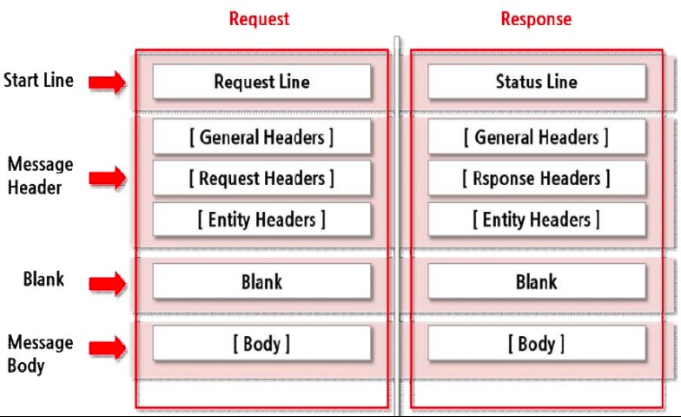 Request
Response
Start Line
Request Line
Status Line
Message
Header
[ General Headers ]
[ General Headers ]
[ Request Headers ]
[ Rsponse Headers ]
[ Entity Headers ]
[ Entity Headers ]
Blank
Blank
Blank
Message
Body
[ Body ]
[ Body ]